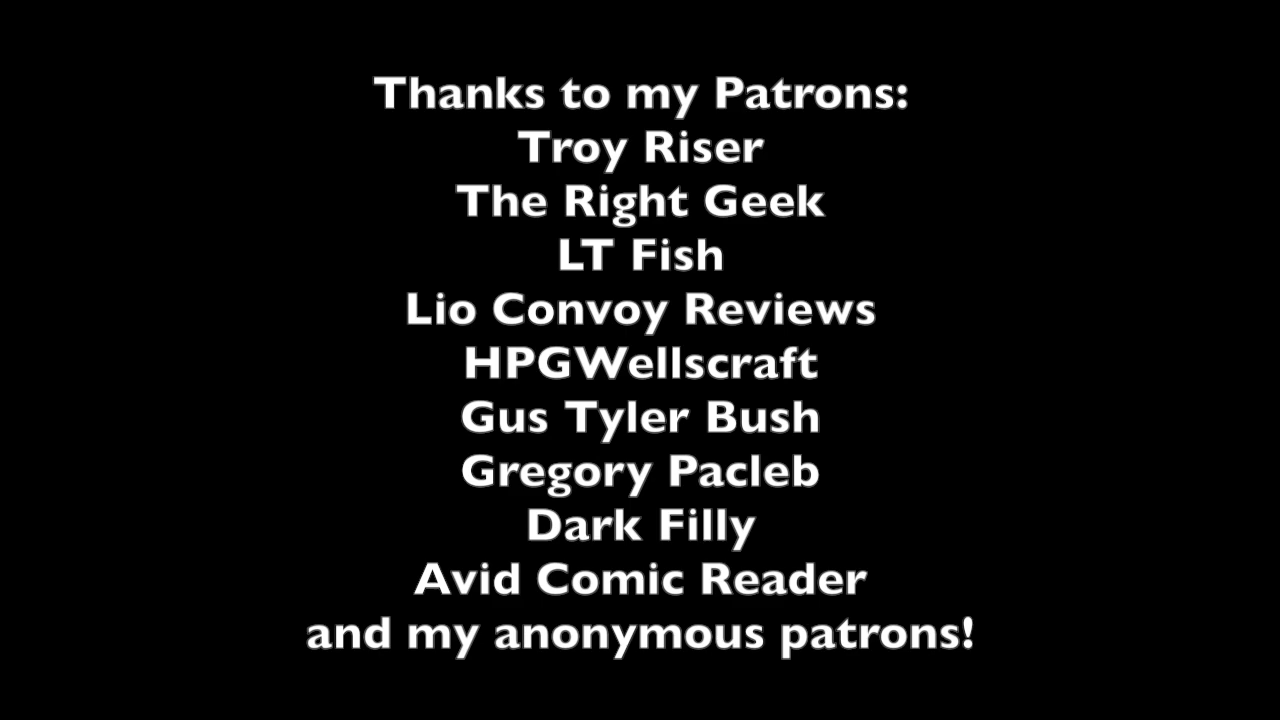 Thanks to my Patrons:
Troy Riser
The Right Geek
LT Fish
Lio Convoy Reviews
HPGWellscraft
Gus Tyler Bush
Gregory Pacleb
Dark Filly
Avid Comic Reader
and my anonymous patrons!